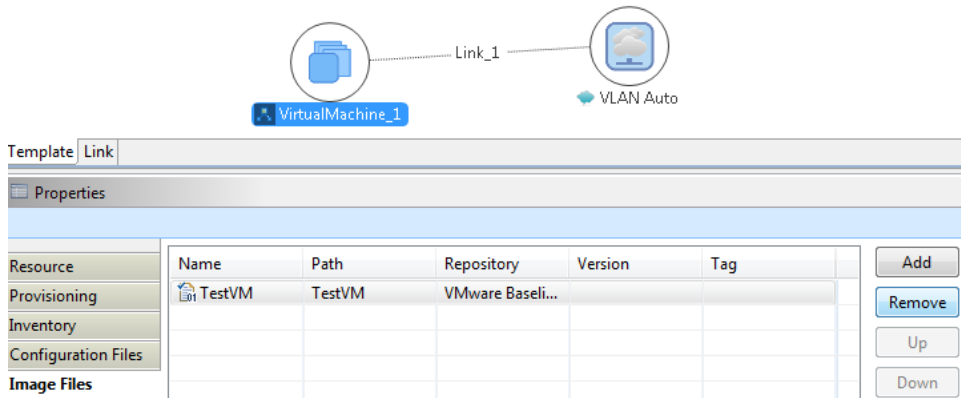 Link_1
VLAN Auto
VirtualMachine_1
Template Link
Properties
Resource
Name Path Repository Version Tag
Add
Provisioning
TestVM TestVM VMware Baseli...
Remove
Inventory
Up
Configuration Files
Image Files
Down